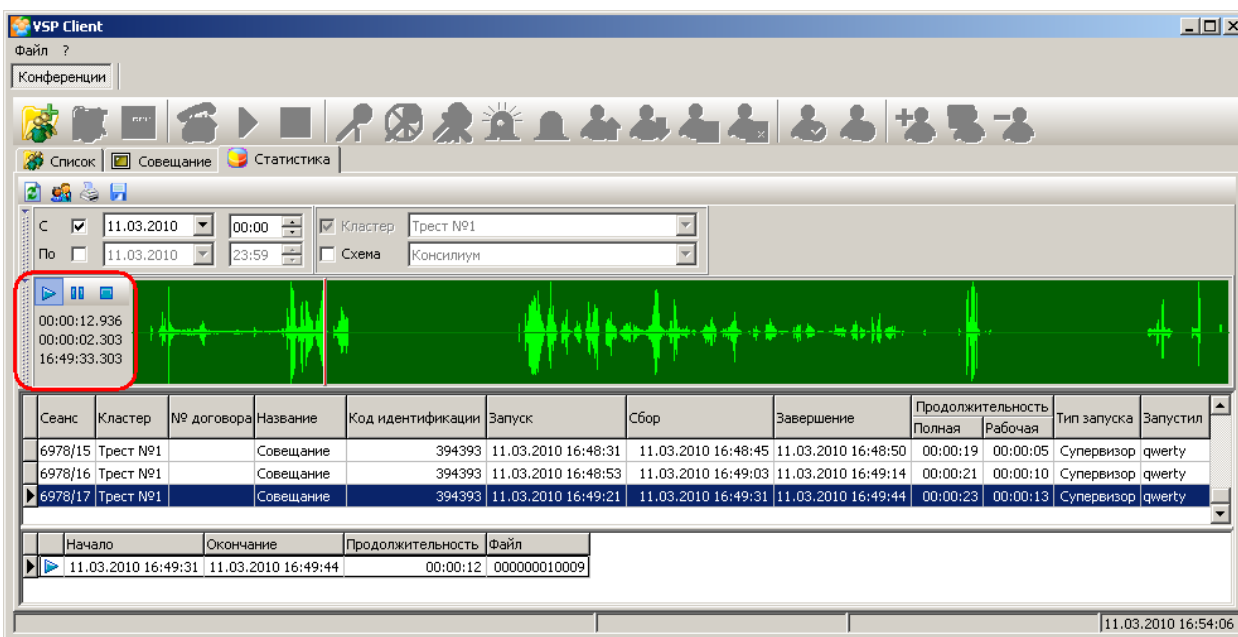 VSP Client
Файл ?
Конференции
Список Совещание Статистика
С 11.03.2010 00:00 Кластер Трест №1
По 11.03.2010 23:59 Схема Консилиум
00:00:12.936
00:00:02.303
16:49:33.303
Сеанс Кластер № договора Название Код идентификации Запуск Сбор Завершение Продолжительность Тип запуска Запустил
Полная Рабочая
6978/15 Трест №1 Совещание 394393 11.03.2010 16:48:31 11.03.2010 16:48:45 11.03.2010 16:48:50 00:00:19 00:00:05 Супервизор qwerty
6978/16 Трест №1 Совещание 394393 11.03.2010 16:48:53 11.03.2010 16:49:03 11.03.2010 16:49:14 00:00:21 00:00:10 Супервизор qwerty
6978/17 Трест №1 Совещание 394393 11.03.2010 16:49:21 11.03.2010 16:49:31 11.03.2010 16:49:44 00:00:23 00:00:13 Супервизор qwerty
Начало Окончание Продолжительность Файл
11.03.2010 16:49:31 11.03.2010 16:49:44 00:00:12 000000010009
11.03.2010 16:54:06